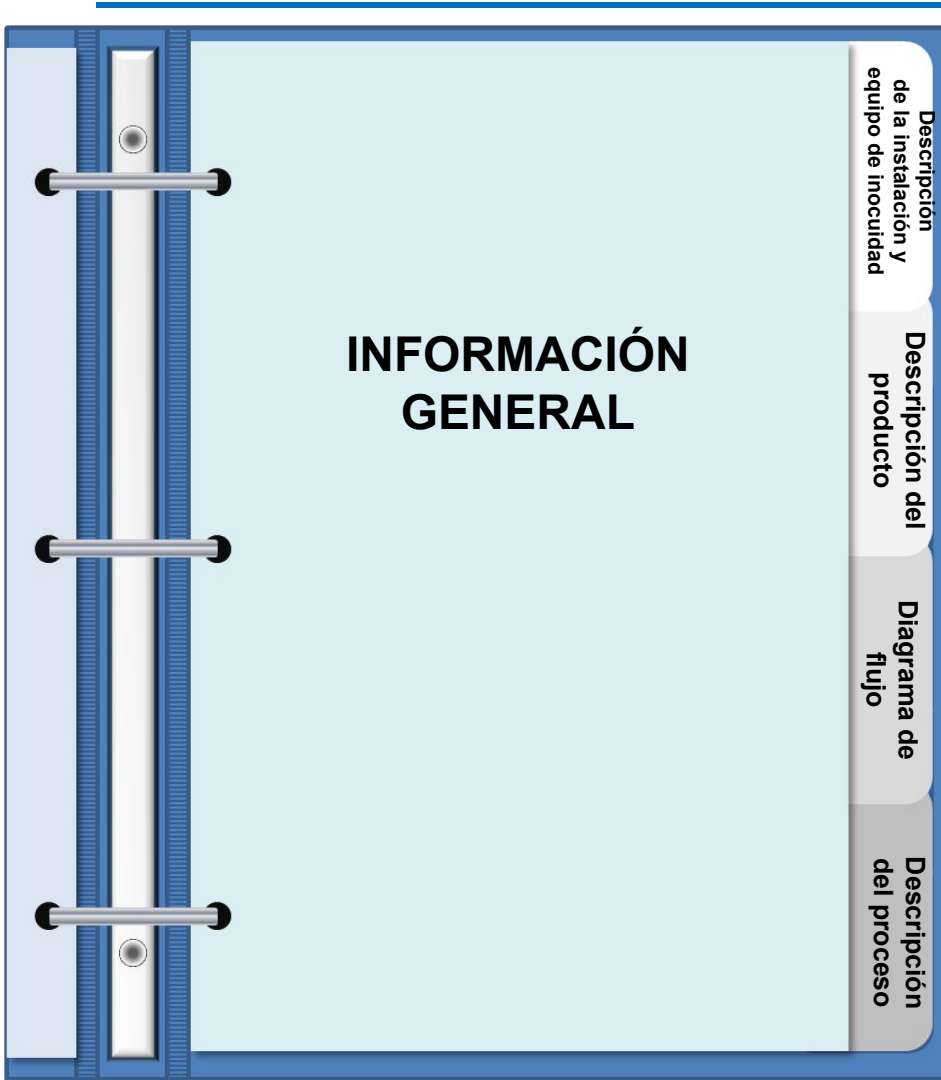 INFORMACIÓN
GENERAL
Descripción
de la instalación y
equipo de inocuidad
Descripción del
producto
Diagrama de
flujo
Descripción
del proceso